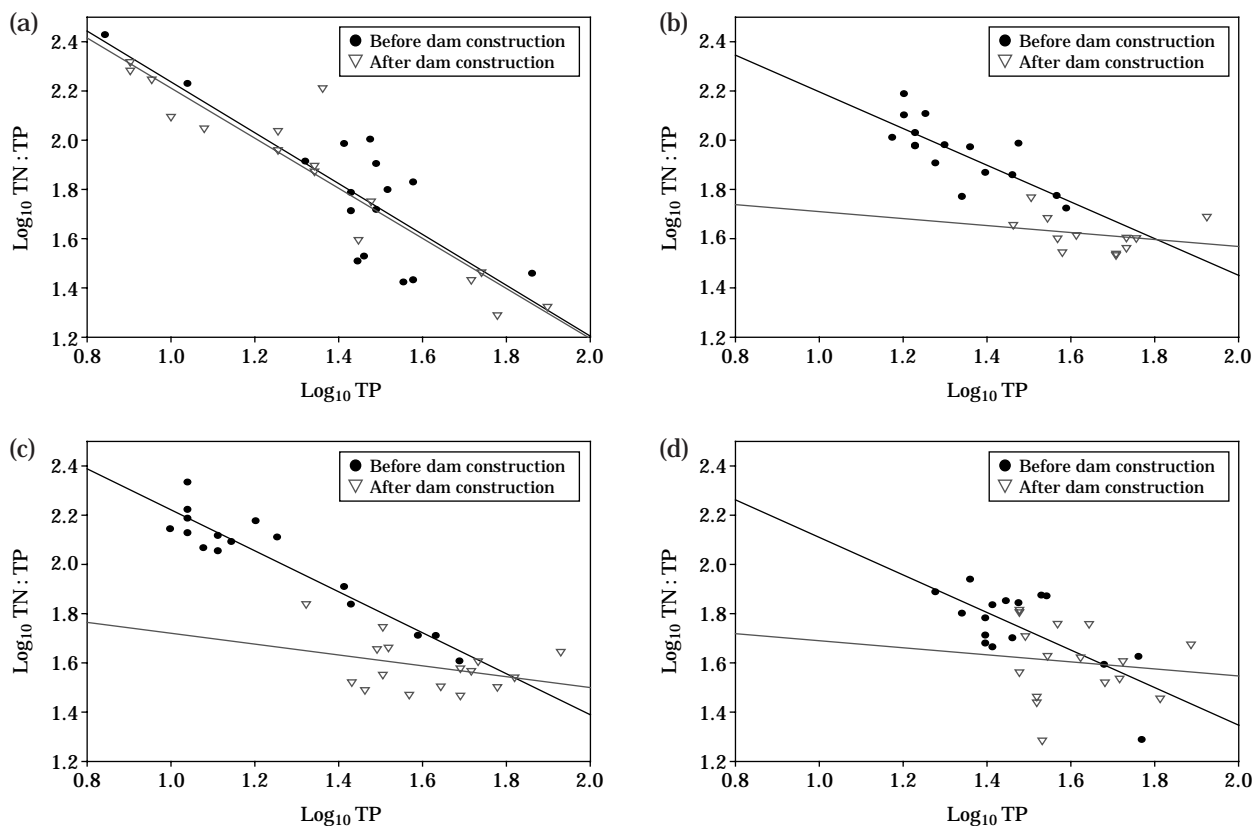 (a)
Before dam construction
After dam construction
2.4
2.2
2.0
1.8
1.6
1.4
1.2
Log₁₀ TN : TP
0.8 1.0 1.2 1.4 1.6 1.8 2.0
Log₁₀ TP
(b)
Before dam construction
After dam construction
2.4
2.2
2.0
1.8
1.6
1.4
1.2
Log₁₀ TN : TP
0.8 1.0 1.2 1.4 1.6 1.8 2.0
Log₁₀ TP
(c)
Before dam construction
After dam construction
2.4
2.2
2.0
1.8
1.6
1.4
1.2
Log₁₀ TN : TP
0.8 1.0 1.2 1.4 1.6 1.8 2.0
Log₁₀ TP
(d)
Before dam construction
After dam construction
2.4
2.2
2.0
1.8
1.6
1.4
1.2
Log₁₀ TN : TP
0.8 1.0 1.2 1.4 1.6 1.8 2.0
Log₁₀ TP